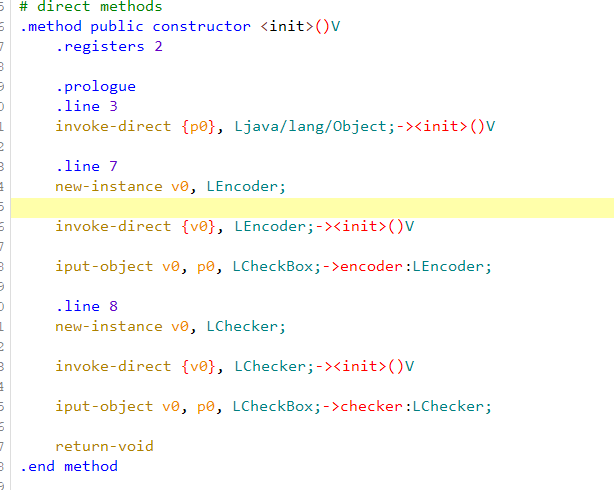 # direct methods
.method public constructor <init>()V
.registers 2
.prologue
.line 3
invoke-direct {p0}, Ljava/lang/Object;-><init>()V
.line 7
new-instance v0, LEncoder;
invoke-direct {v0}, LEncoder;-><init>()V
iput-object v0, p0, LCheckBox;->encoder:LEncoder;
.line 8
new-instance v0, LChecker;
invoke-direct {v0}, LChecker;-><init>()V
iput-object v0, p0, LCheckBox;->checker:LChecker;
return-void
.end method